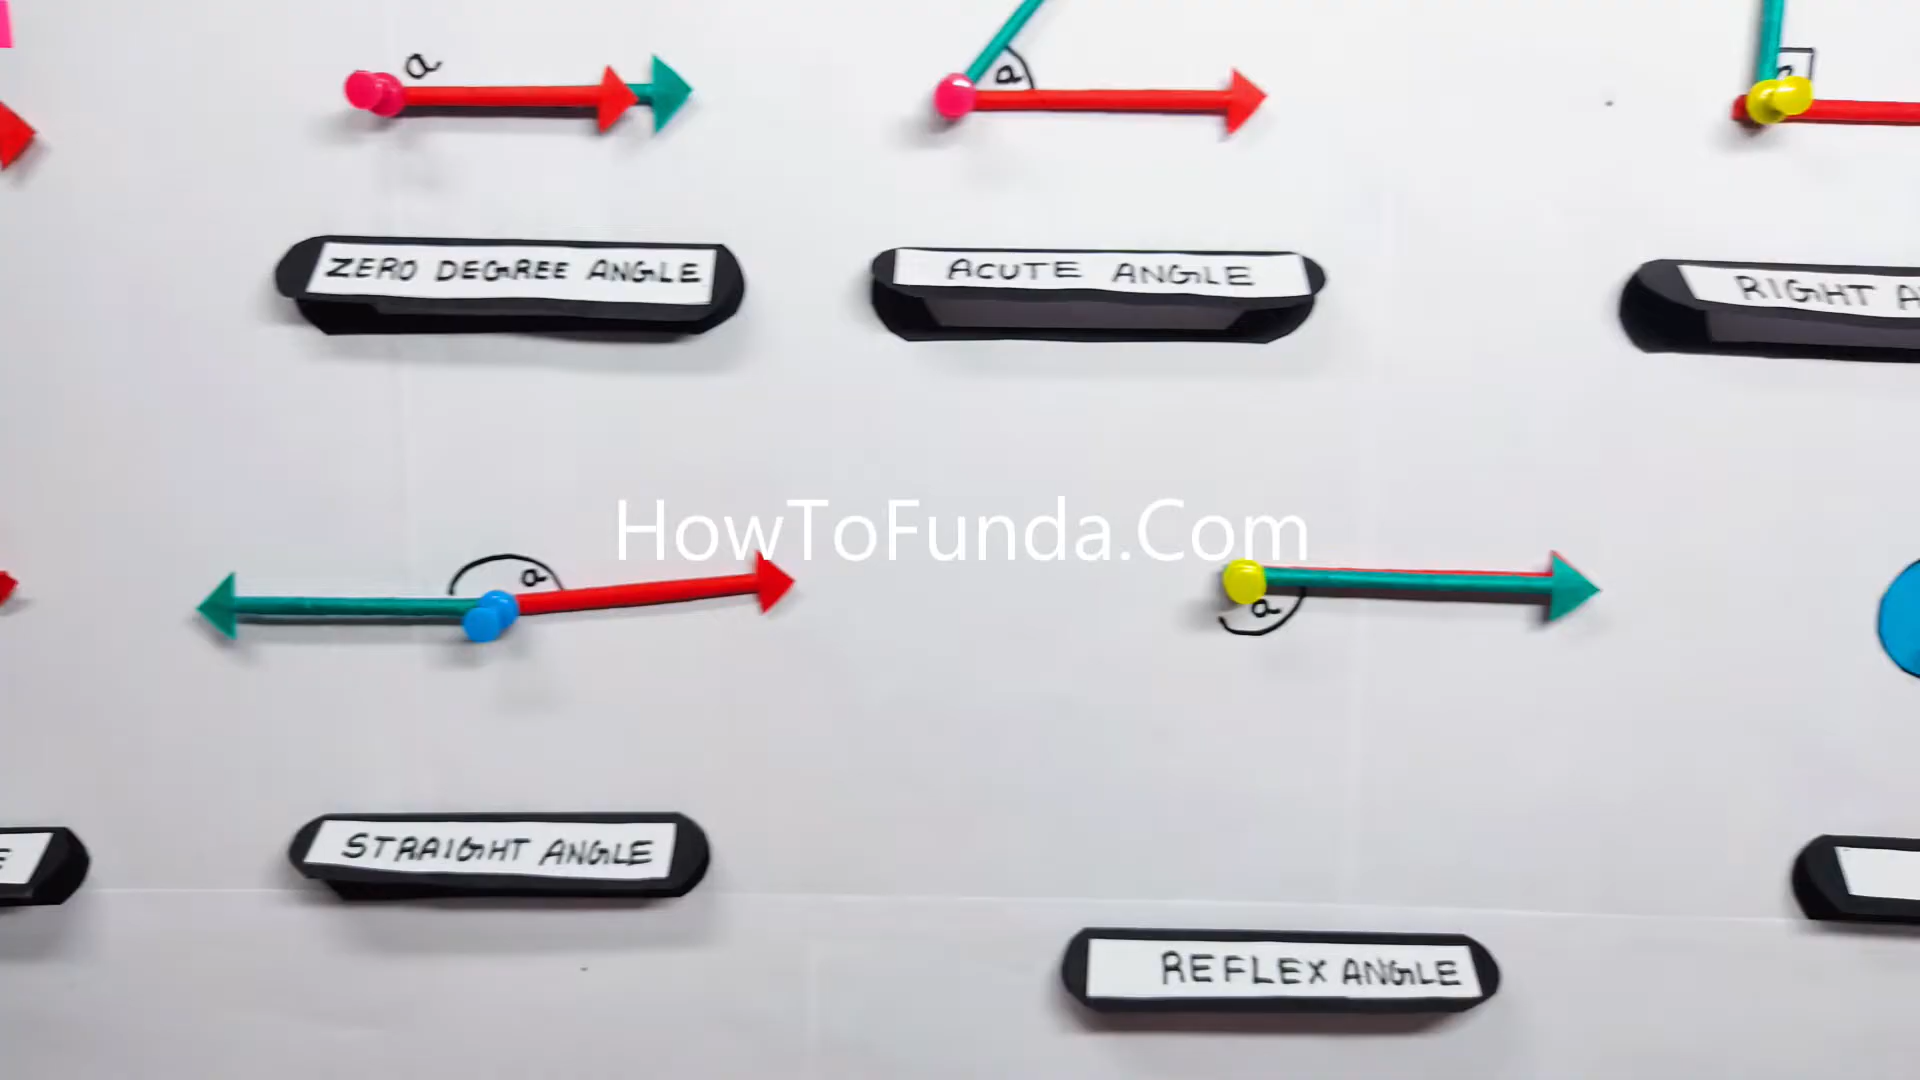 a
a
ZERO DEGREE ANGLE
ACUTE ANGLE
RIGHT
HowToFunda.Com
a
a
STRAIGHT ANGLE
REFLEX ANGLE